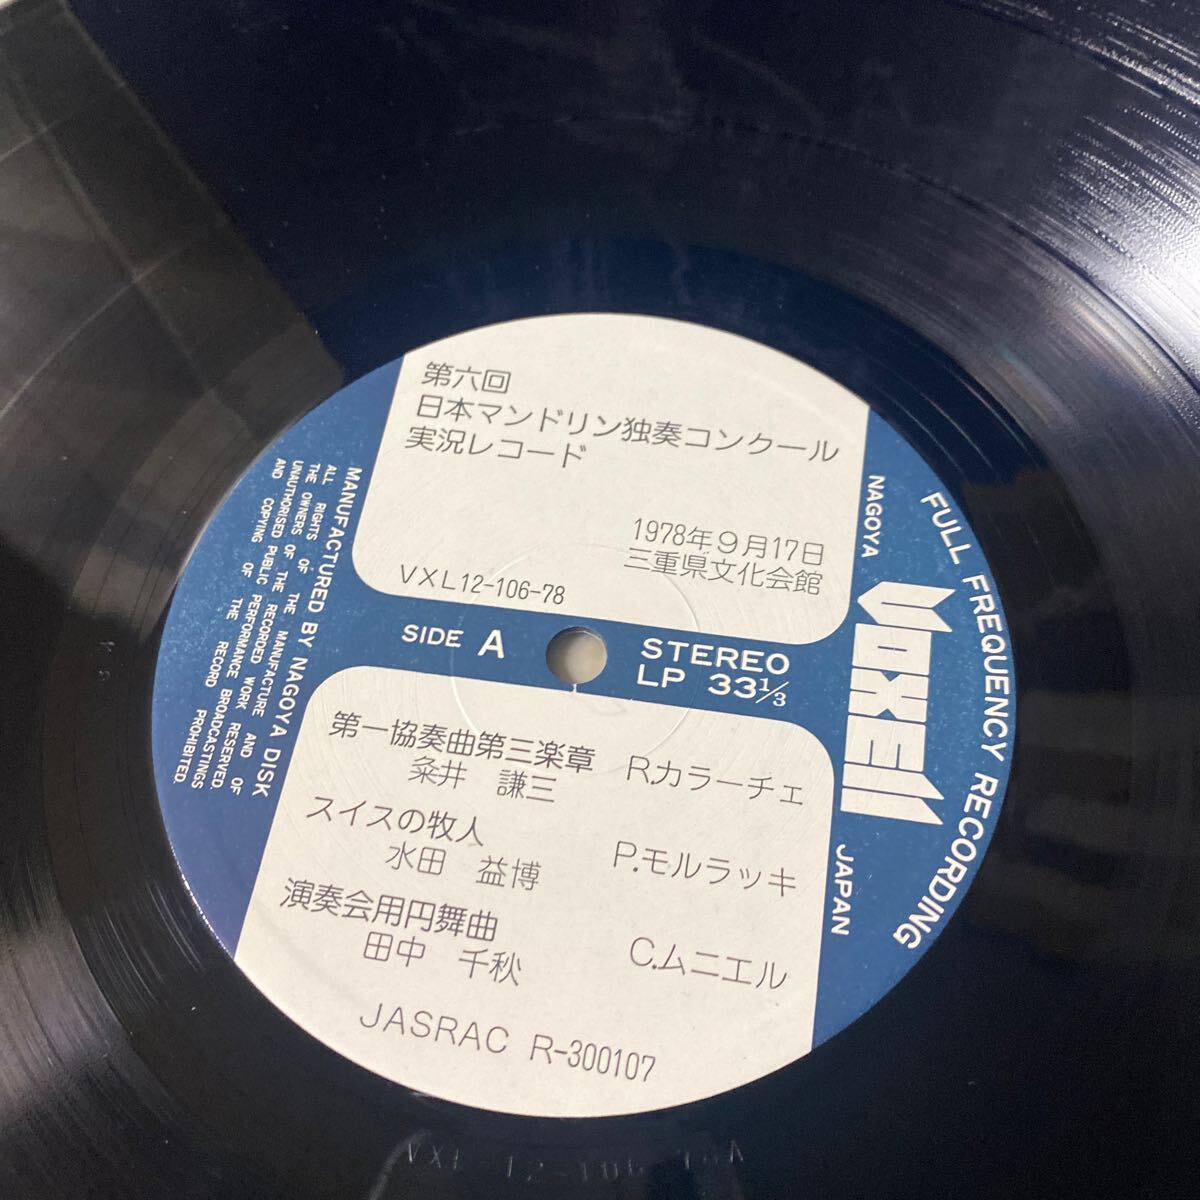 第六回
日本マンドリン独奏コンクール
実況レコード
1978年9月17日
三重県文化会館
VXL12-106-78
SIDE A
STEREO
LP 33 1/3
第一協奏曲第三楽章 R.カラーチェ
粂井 謙三
スイスの牧人 P.モルラッキ
水田 益博
演奏会用円舞曲 C.ムニエル
田中 千秋
JASRAC R-300107
FULL FREQUENCY RECORDING
NAGOYA
Voxell
JAPAN
MANUFACTURED BY NAGOYA DISK
ALL RIGHTS OF THE MANUFACTURE AND OF
THE OWNERS OF THE RECORDED WORK RESERVED.
UNAUTHORISED PUBLIC PERFORMANCE BROADCASTINGS
AND COPYING OF THE RECORD PROHIBITED.